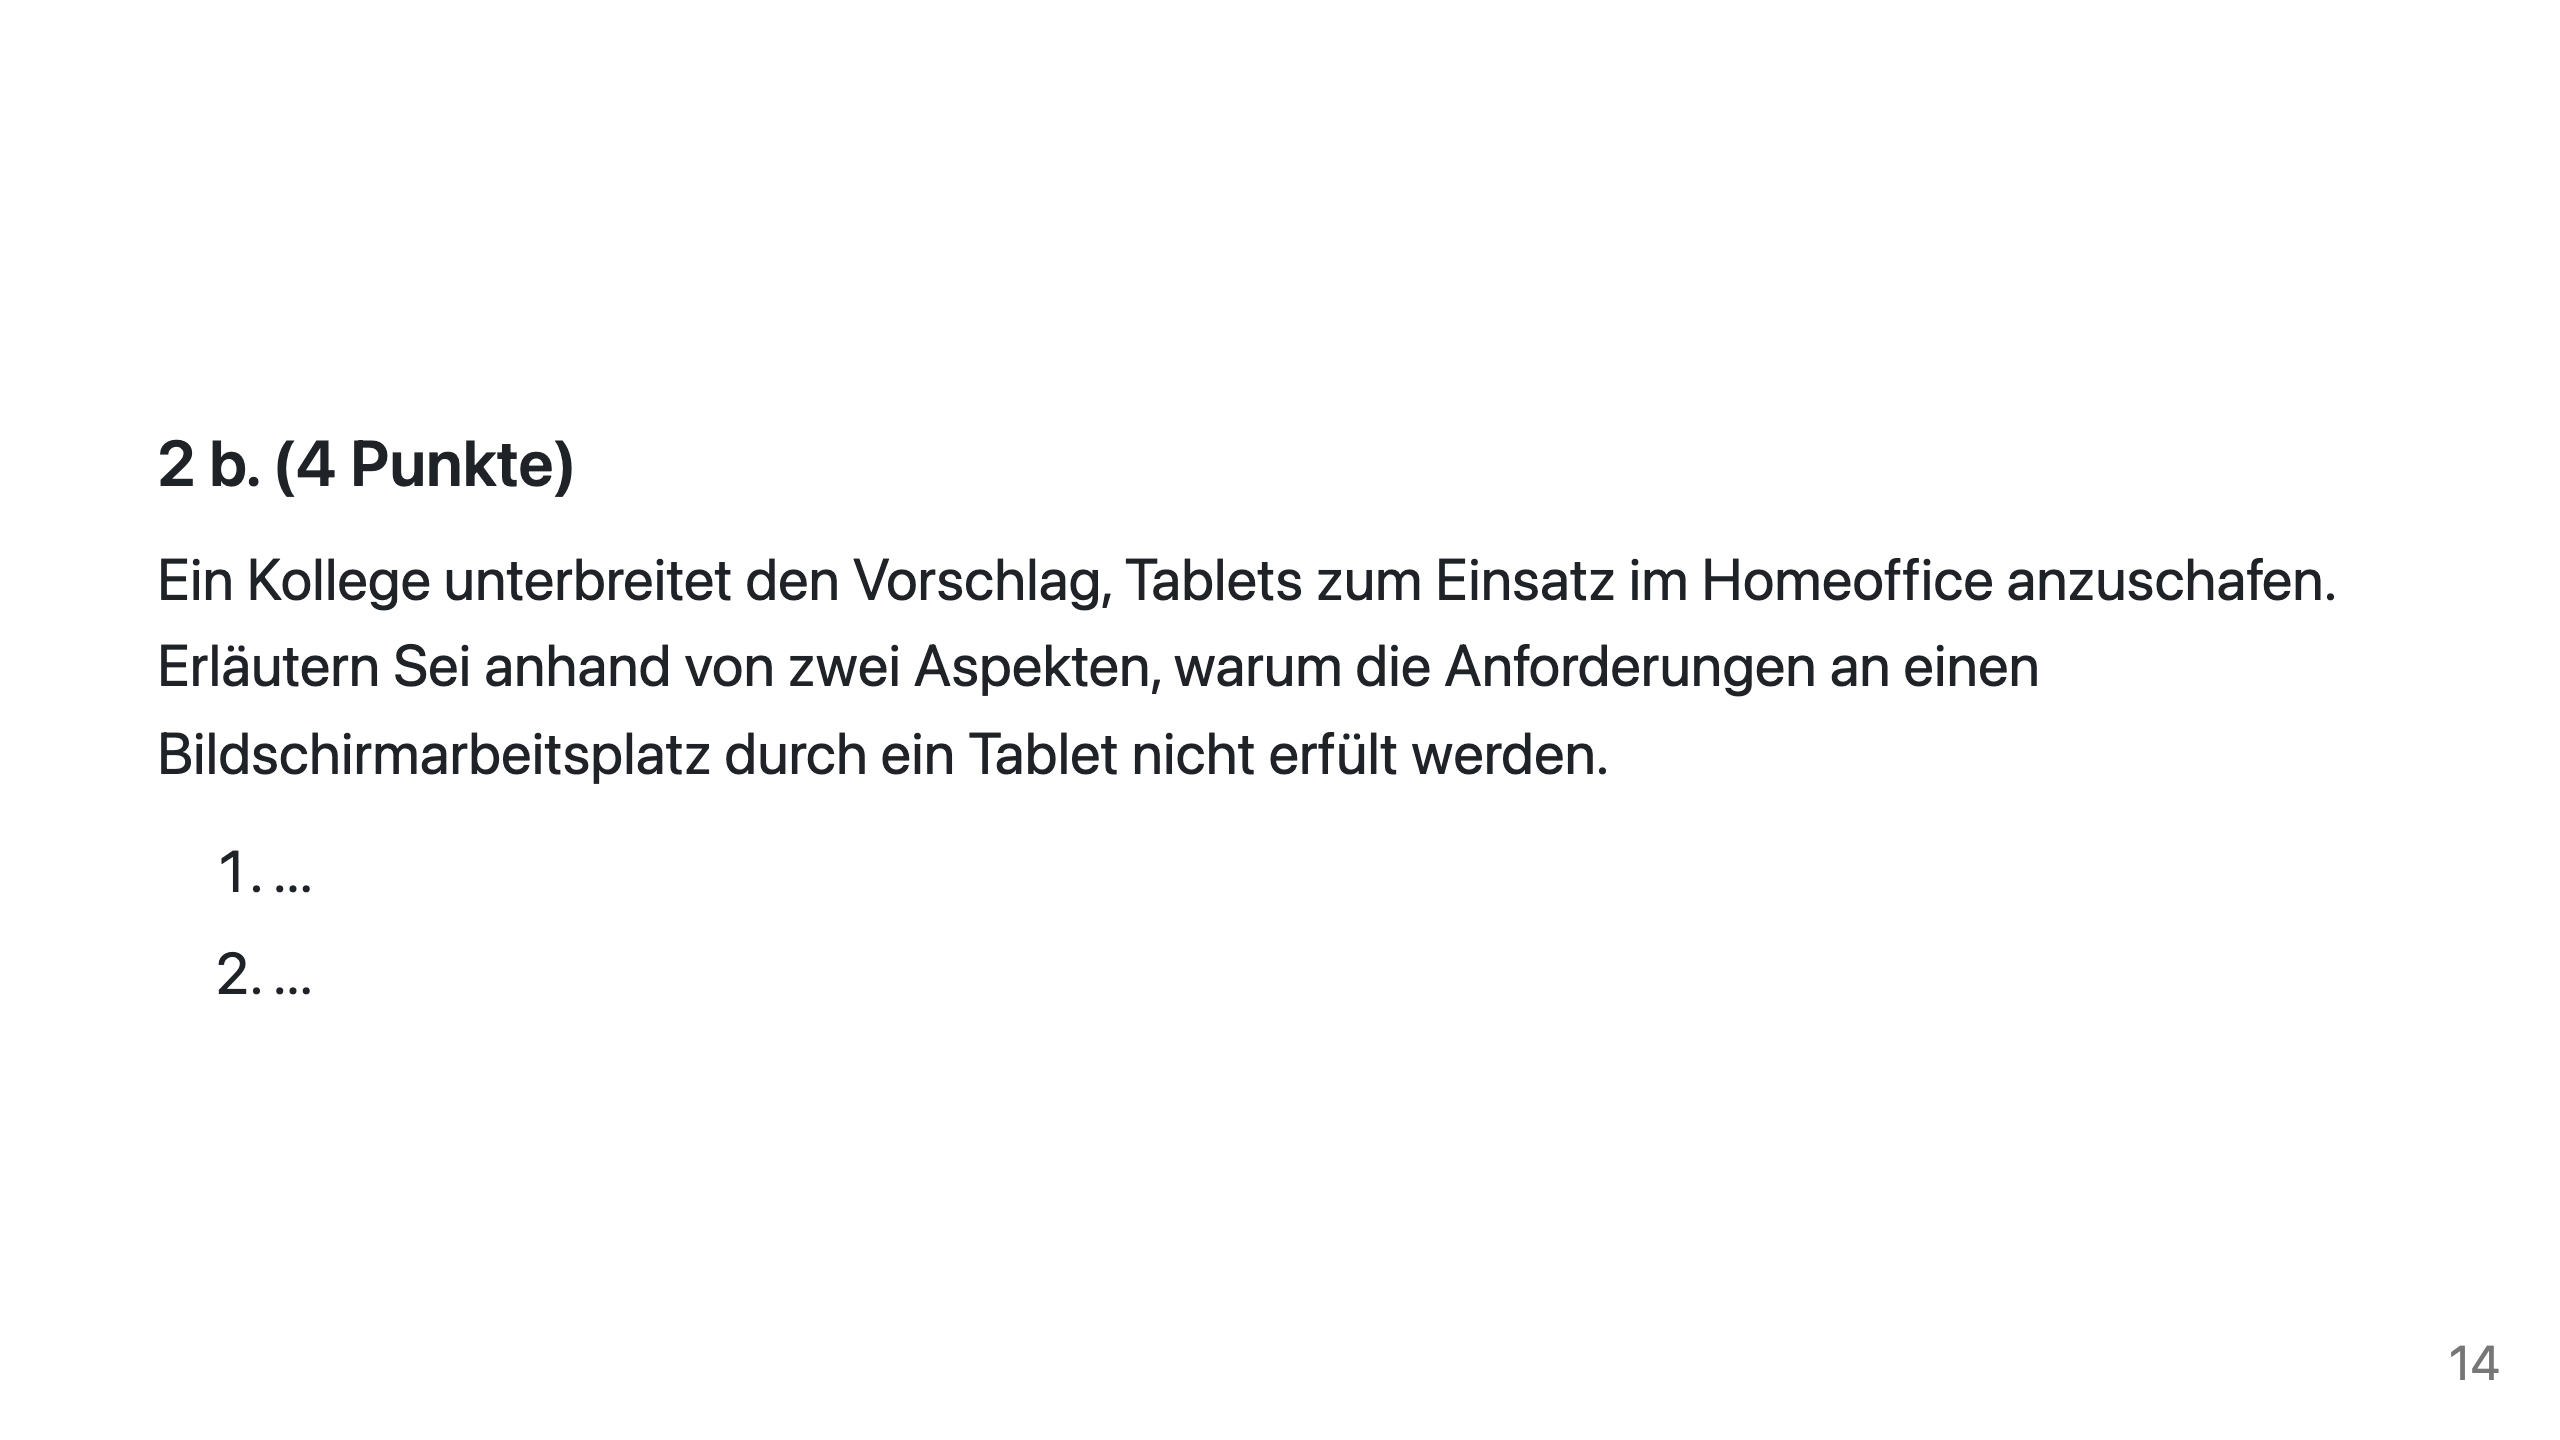 2 b. (4 Punkte)
Ein Kollege unterbreitet den Vorschlag, Tablets zum Einsatz im Homeoffice anzuschafen.
Erläutern Sei anhand von zwei Aspekten, warum die Anforderungen an einen
Bildschirmarbeitsplatz durch ein Tablet nicht erfült werden.
1. ...
2. ...
14